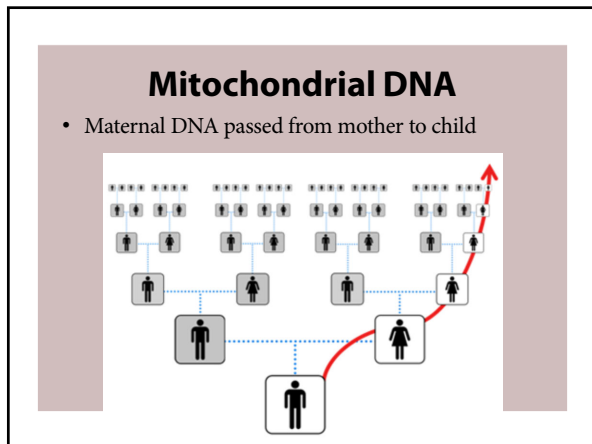 Mitochondrial DNA
• Maternal DNA passed from mother to child